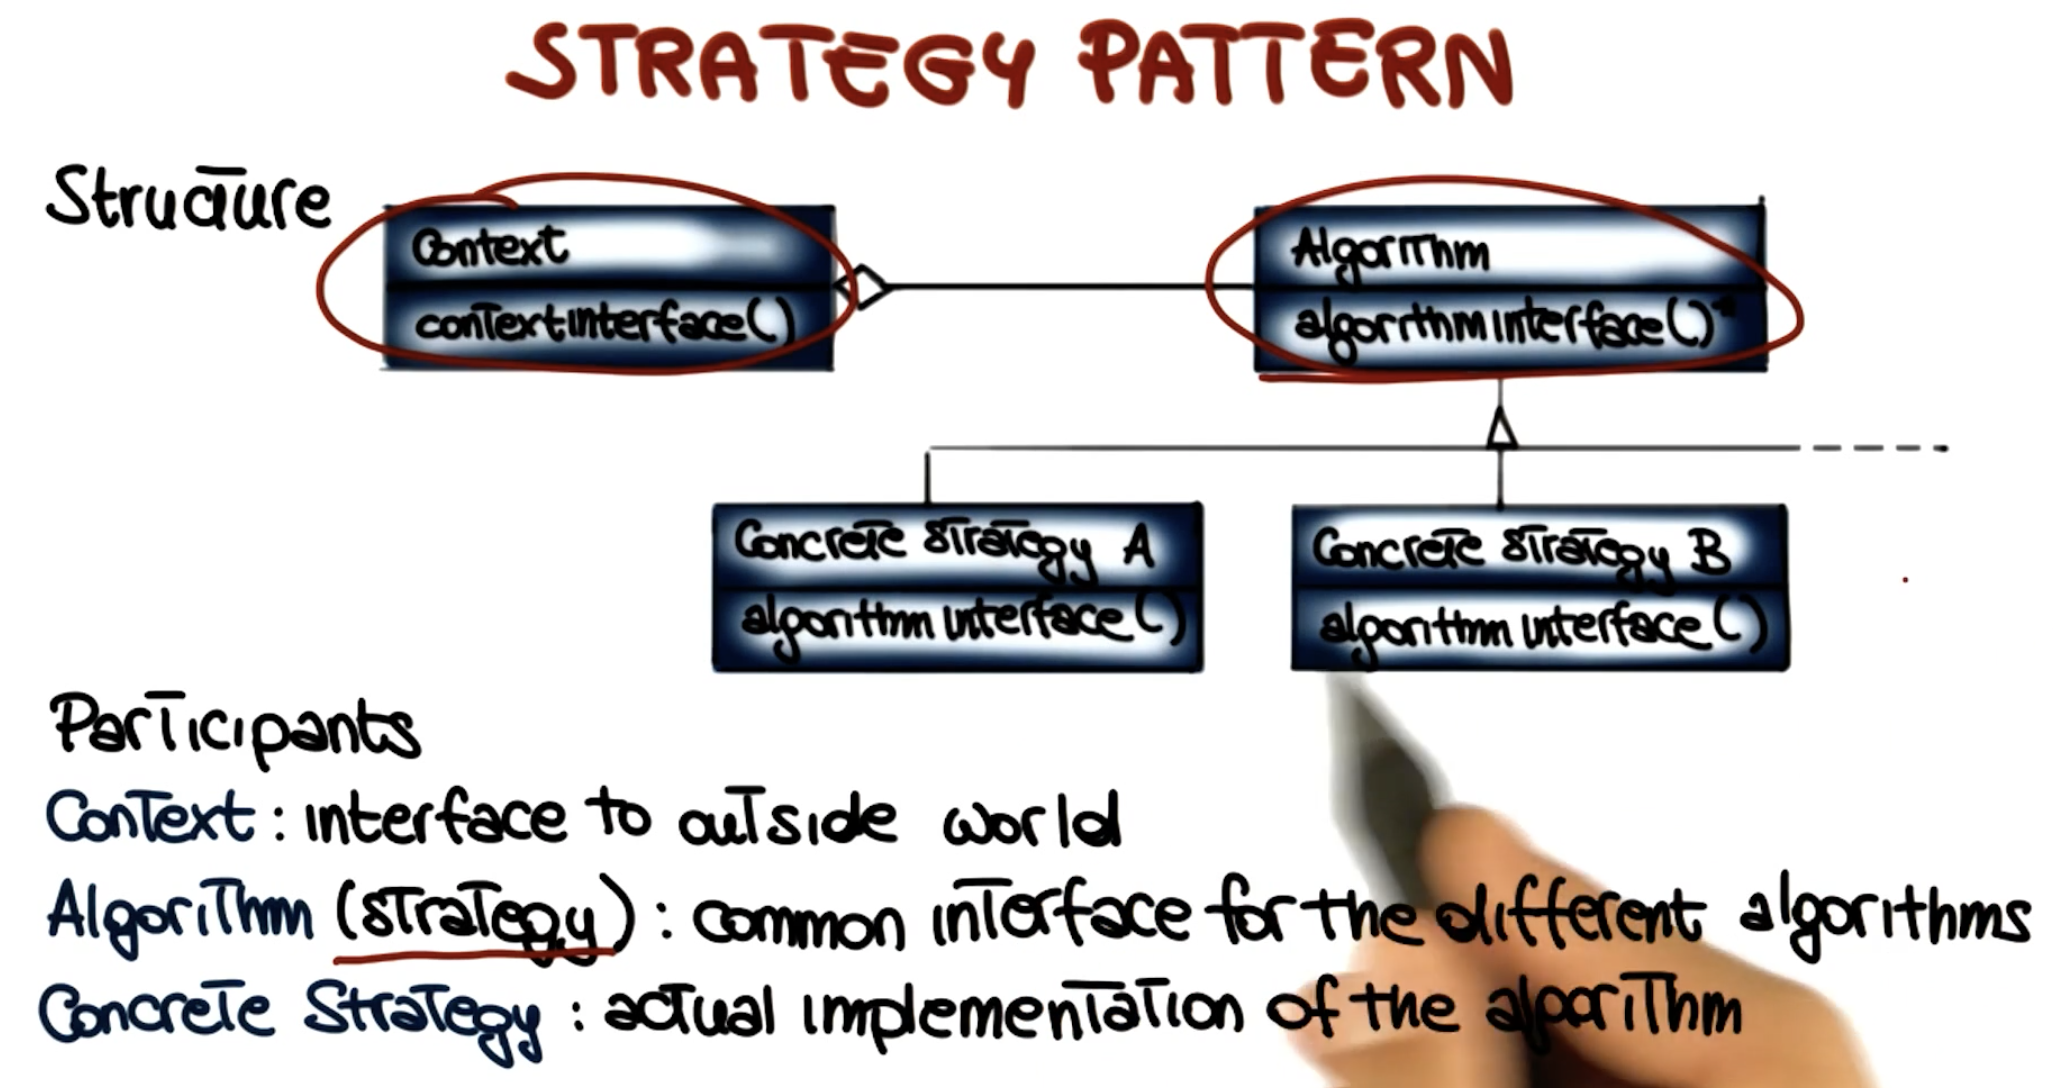 STRATEGY PATTERN
Structure
Context
contextinterface()
Algorithm
algorithminterface()*
Concrete Strategy A
algorithm interface()
Concrete Strategy B
algorithm interface()
Participants
Context: interface to outside world
Algorithm (strategy): common interface for the different algorithms
Concrete Strategy: actual implementation of the algorithm